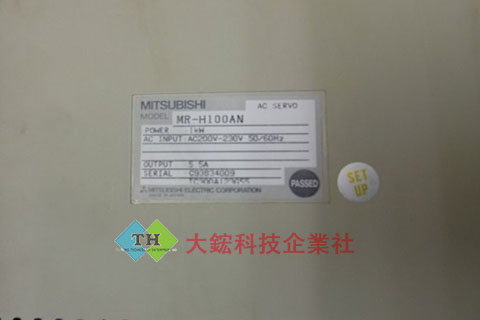 MITSUBISHI
AC SERVO
MODEL MR-H100AN
POWER 1kW
AC INPUT AC200V-230V 50/60Hz
OUTPUT 5.5A
SERIAL C93834009
MITSUBISHI ELECTRIC CORPORATION
PASSED
SET UP
TH
大鋐科技企業社